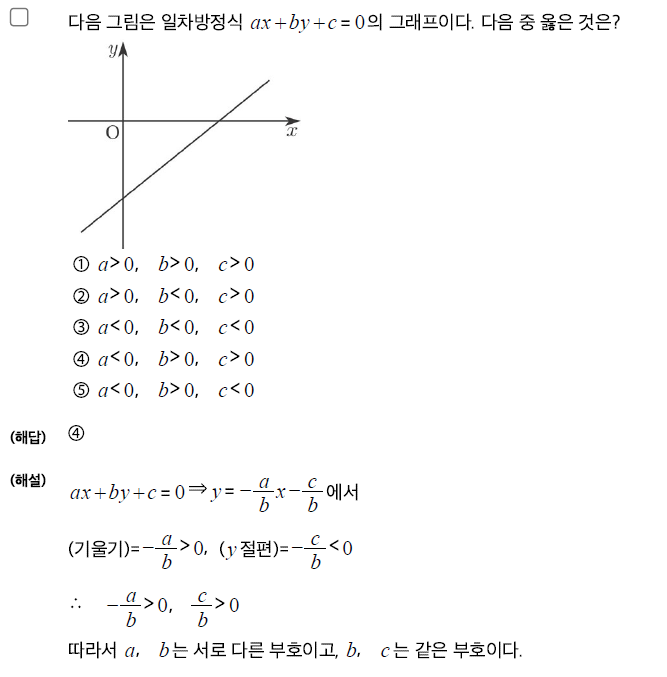 다음 그림은 일차방정식 ax+by+c=0의 그래프이다. 다음 중 옳은 것은?
y
O
x
① a>0, b>0, c>0
② a>0, b<0, c>0
③ a<0, b<0, c<0
④ a<0, b>0, c>0
⑤ a<0, b>0, c<0
(해답) ④
(해설) ax+by+c=0⇒y=-a/b x-c/b에서
(기울기)=-a/b>0, (y절편)=-c/b<0
∴ -a/b>0, c/b>0
따라서 a, b는 서로 다른 부호이고, b, c는 같은 부호이다.